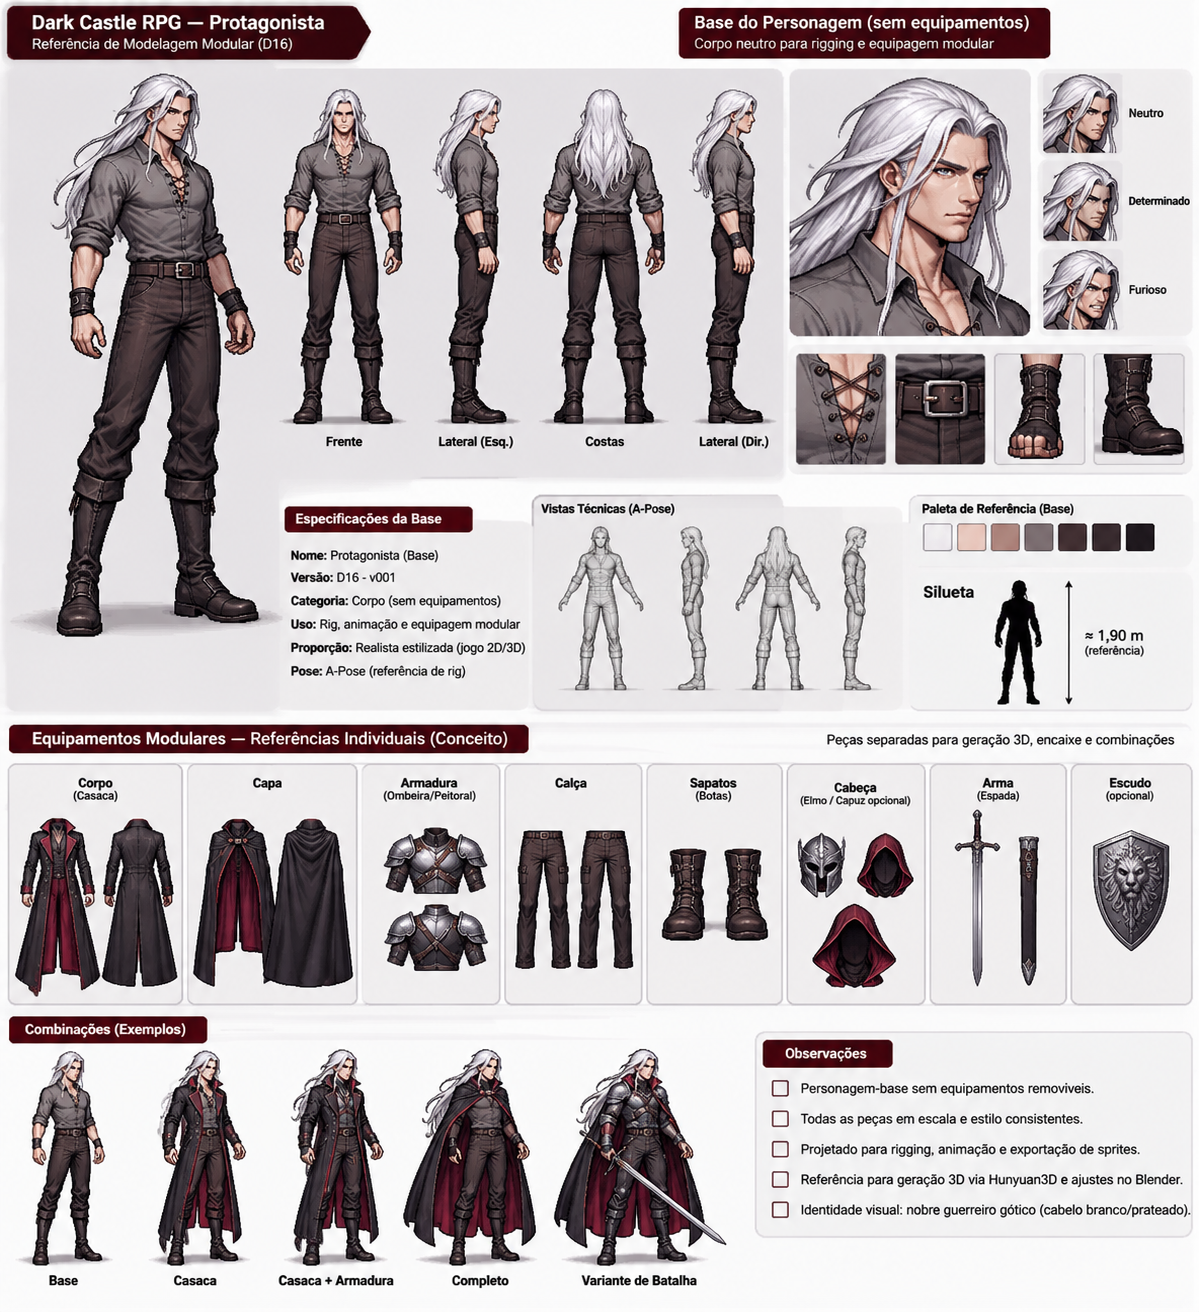 Dark Castle RPG — Protagonista
Referência de Modelagem Modular (D16)
Base do Personagem (sem equipamentos)
Corpo neutro para rigging e equipagem modular
Neutro
Determinado
Furioso
Frente
Lateral (Esq.)
Costas
Lateral (Dir.)
Especificações da Base
Nome: Protagonista (Base)
Versão: D16 - v001
Categoria: Corpo (sem equipamentos)
Uso: Rig, animação e equipagem modular
Proporção: Realista estilizada (jogo 2D/3D)
Pose: A-Pose (referência de rig)
Vistas Técnicas (A-Pose)
Paleta de Referência (Base)
Silueta
≈ 1,90 m
(referência)
Equipamentos Modulares — Referências Individuais (Conceito)
Peças separadas para geração 3D, encaixe e combinações
Corpo
(Casaca)
Capa
Armadura
(Ombeira/Peitoral)
Calça
Sapatos
(Botas)
Cabeça
(Elmo / Capuz opcional)
Arma
(Espada)
Escudo
(opcional)
Combinações (Exemplos)
Base
Casaca
Casaca + Armadura
Completo
Variante de Batalha
Observações
Personagem-base sem equipamentos removiveis.
Todas as peças em escala e estilo consistentes.
Projetado para rigging, animação e exportação de sprites.
Referência para geração 3D via Hunyuan3D e ajustes no Blender.
Identidade visual: nobre guerreiro gótico (cabelo branco/prateado).